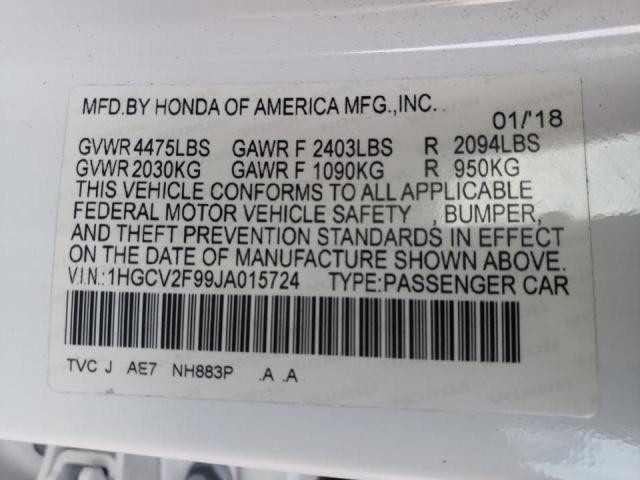 MFD.BY HONDA OF AMERICA MFG.,INC. 01/'18
GVWR 4475LBS GAWR F 2403LBS R 2094LBS
GVWR 2030KG GAWR F 1090KG R 950KG
THIS VEHICLE CONFORMS TO ALL APPLICABLE
FEDERAL MOTOR VEHICLE SAFETY , BUMPER,
AND THEFT PREVENTION STANDARDS IN EFFECT
ON THE DATE OF MANUFACTURE SHOWN ABOVE.
V.I.N.:1HGCV2F99JA015724 TYPE:PASSENGER CAR
TVC J AE7 NH883P .A .A